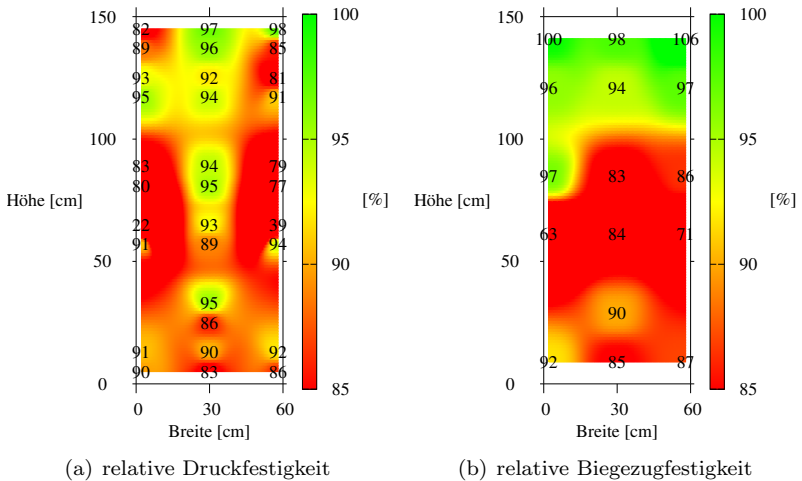 150
82 97 98
89 96 85
93 92 81
95 94 91
100
83 94 79
80 95 77
22 93 39
91 89 94
50
95
86
91 90 92
90 83 86
0
0 30 60
Höhe [cm]
Breite [cm]
100
95
90
85
[%]
(a) relative Druckfestigkeit
150
100 98 106
96 94 97
100
97 83 86
63 84 71
50
90
92 85 87
0
0 30 60
Höhe [cm]
Breite [cm]
100
95
90
85
[%]
(b) relative Biegezugfestigkeit